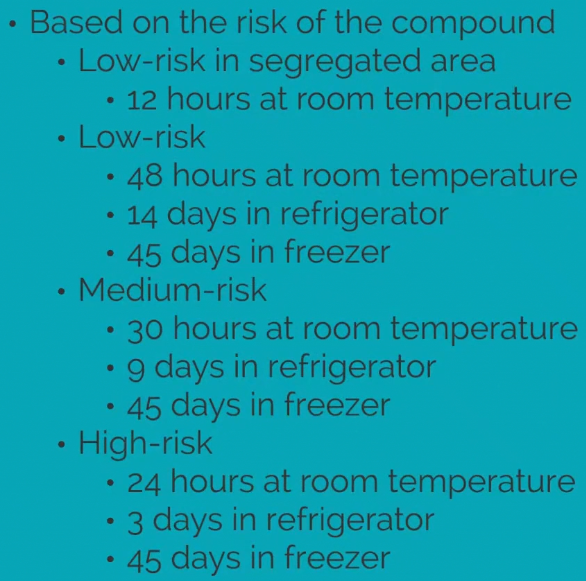 • Based on the risk of the compound
• Low-risk in segregated area
• 12 hours at room temperature
• Low-risk
• 48 hours at room temperature
• 14 days in refrigerator
• 45 days in freezer
• Medium-risk
• 30 hours at room temperature
• 9 days in refrigerator
• 45 days in freezer
• High-risk
• 24 hours at room temperature
• 3 days in refrigerator
• 45 days in freezer